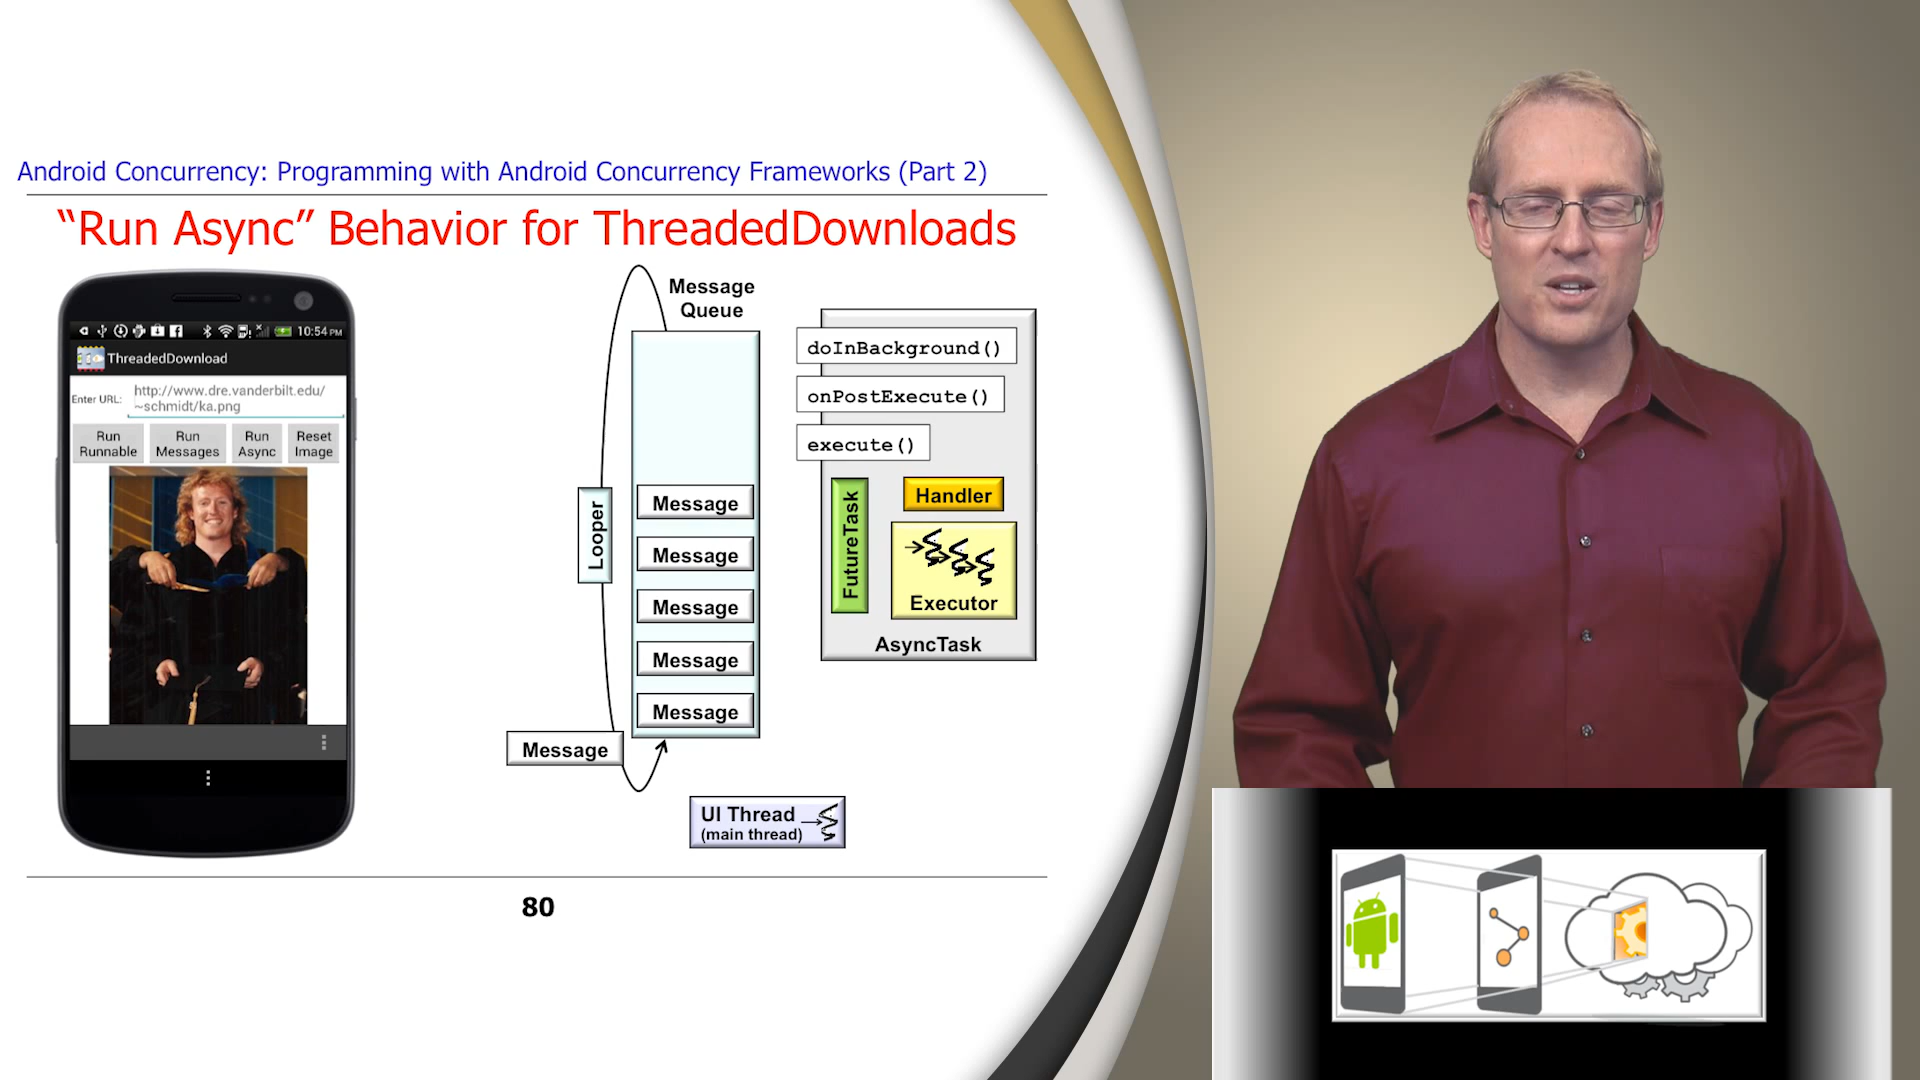 Android Concurrency: Programming with Android Concurrency Frameworks (Part 2)
“Run Async” Behavior for ThreadedDownloads
10:54 PM
ThreadedDownload
Enter URL:
http://www.dre.vanderbilt.edu/
~schmidt/ka.png
Run
Runnable
Run
Messages
Run
Async
Reset
Image
Message
Queue
Looper
Message
Message
Message
Message
Message
Message
UI Thread
(main thread)
doInBackground()
onPostExecute()
execute()
FutureTask
Handler
Executor
AsyncTask
80